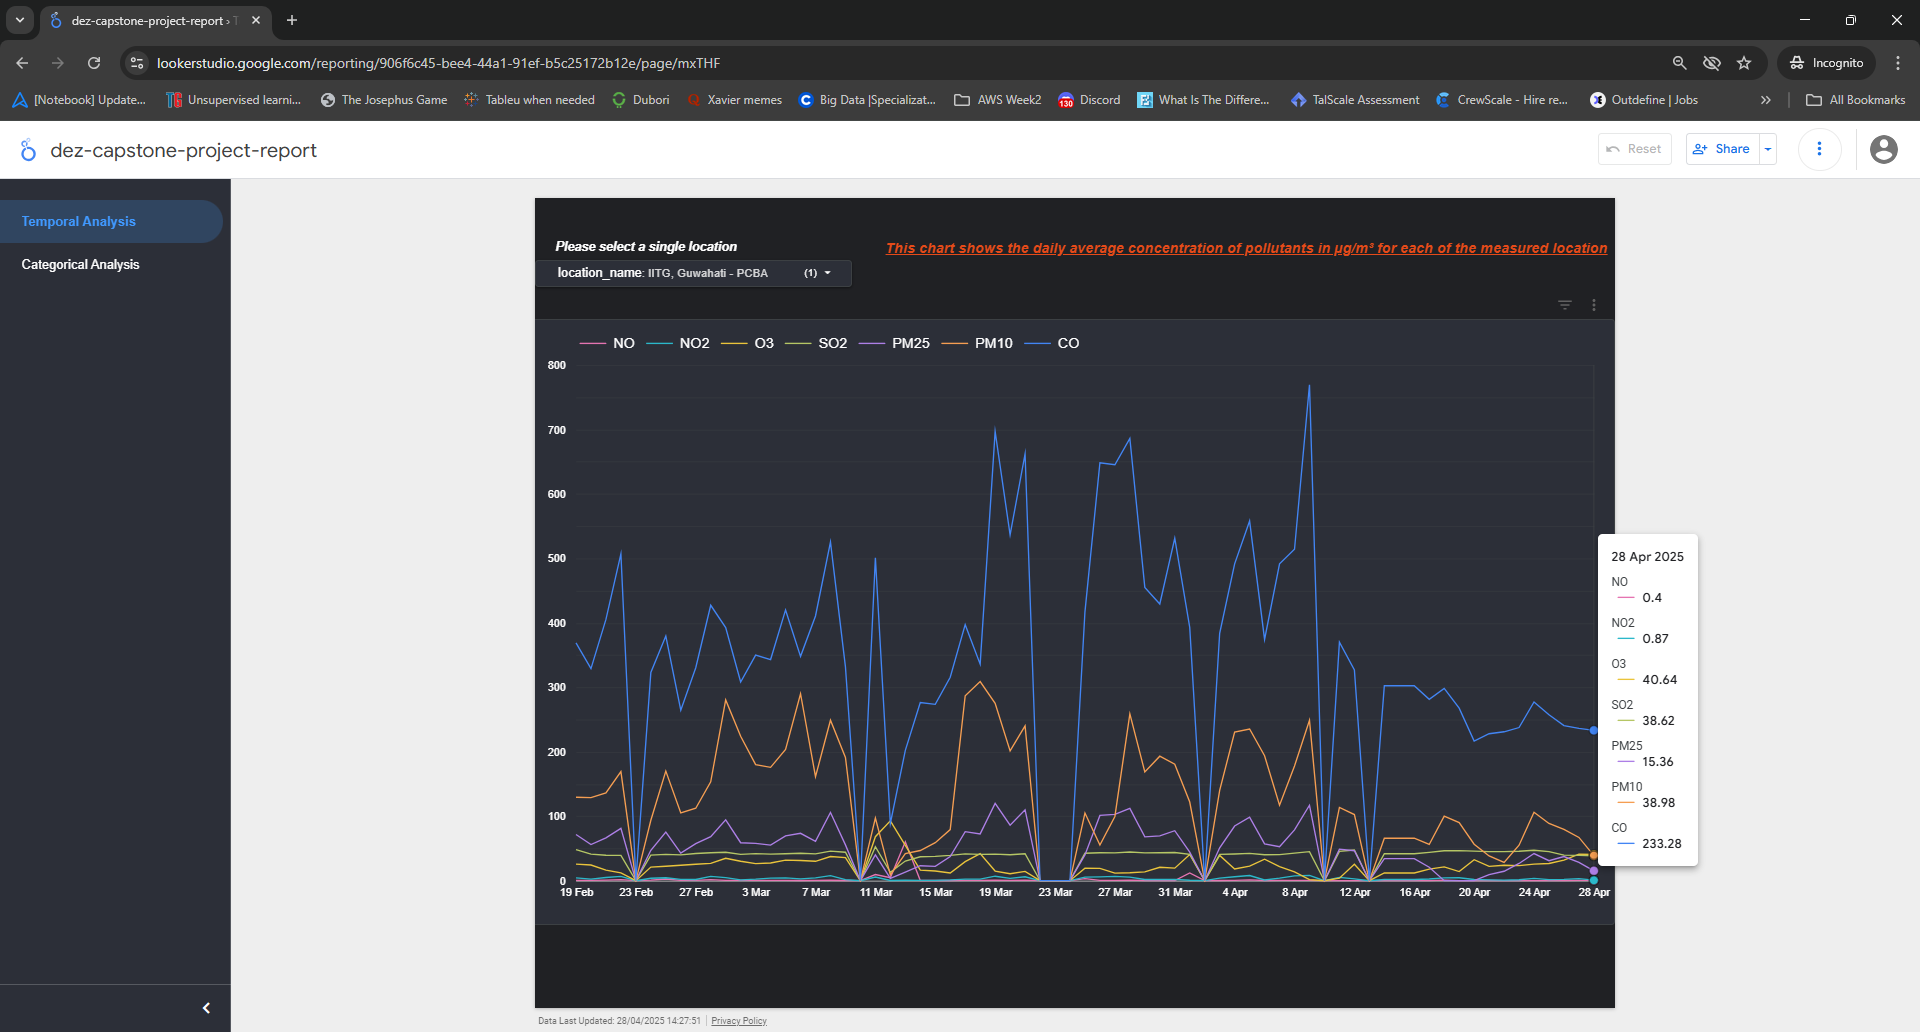 dez-capstone-project-report › T
lookerstudio.google.com/reporting/906f6c45-bee4-44a1-91ef-b5c25172b12e/page/mxTHF
Incognito
[Notebook] Update...
Unsupervised learni...
The Josephus Game
Tableu when needed
Dubori
Xavier memes
Big Data |Specializat...
AWS Week2
130
Discord
What Is The Differe...
TalScale Assessment
CrewScale - Hire re...
Outdefine | Jobs
All Bookmarks
dez-capstone-project-report
Reset
Share
Temporal Analysis
Categorical Analysis
Please select a single location
This chart shows the daily average concentration of pollutants in µg/m³ for each of the measured location
location_name: IITG, Guwahati - PCBA (1)
NO NO2 O3 SO2 PM25 PM10 CO
800
700
600
500
400
300
200
100
0
19 Feb 23 Feb 27 Feb 3 Mar 7 Mar 11 Mar 15 Mar 19 Mar 23 Mar 27 Mar 31 Mar 4 Apr 8 Apr 12 Apr 16 Apr 20 Apr 24 Apr 28 Apr
28 Apr 2025
NO
0.4
NO2
0.87
O3
40.64
SO2
38.62
PM25
15.36
PM10
38.98
CO
233.28
Data Last Updated: 28/04/2025 14:27:51
Privacy Policy